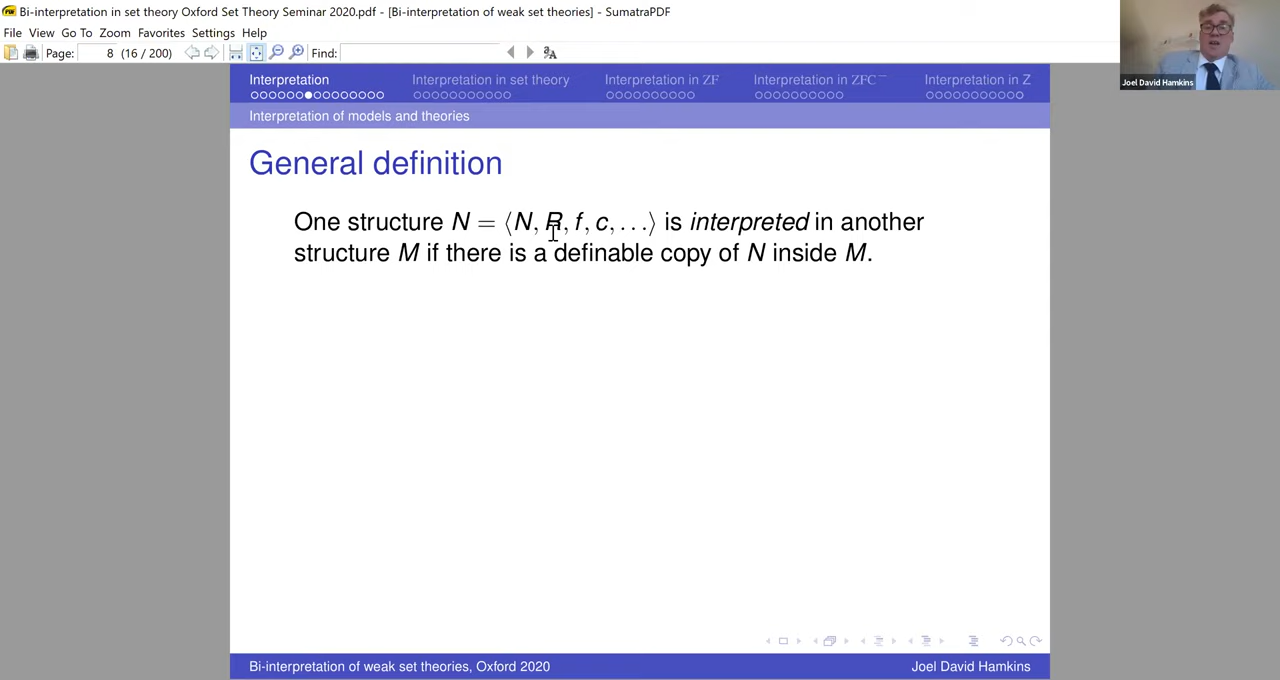 Bi-interpretation in set theory Oxford Set Theory Seminar 2020.pdf - [Bi-interpretation of weak set theories] - SumatraPDF
File View Go To Zoom Favorites Settings Help
Page: 8 (16 / 200) Find:
Joel David Hamkins
Interpretation Interpretation in set theory Interpretation in ZF Interpretation in ZFC⁻ Interpretation in Z
Interpretation of models and theories
General definition
One structure N = ⟨N, R, f, c, . . .⟩ is interpreted in another
structure M if there is a definable copy of N inside M.
Bi-interpretation of weak set theories, Oxford 2020 Joel David Hamkins